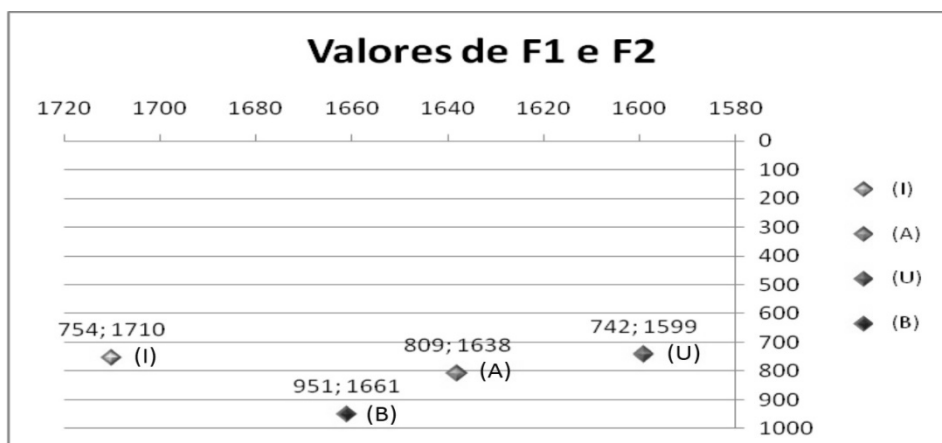 Valores de F1 e F2
1720 1700 1680 1660 1640 1620 1600 1580
0
100
200
300
400
500
600
700
800
900
1000
754; 1710
(I)
809; 1638
(A)
742; 1599
(U)
951; 1661
(B)
(I)
(A)
(U)
(B)